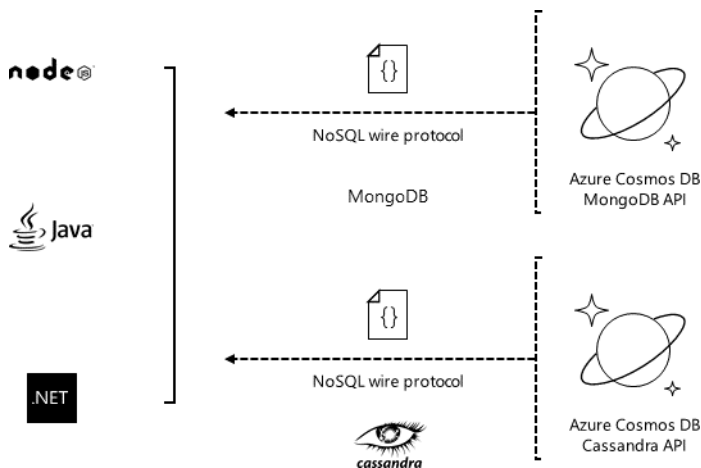 node JS
{}
NoSQL wire protocol
MongoDB
Azure Cosmos DB
MongoDB API
Java
{}
NoSQL wire protocol
cassandra
Azure Cosmos DB
Cassandra API
.NET